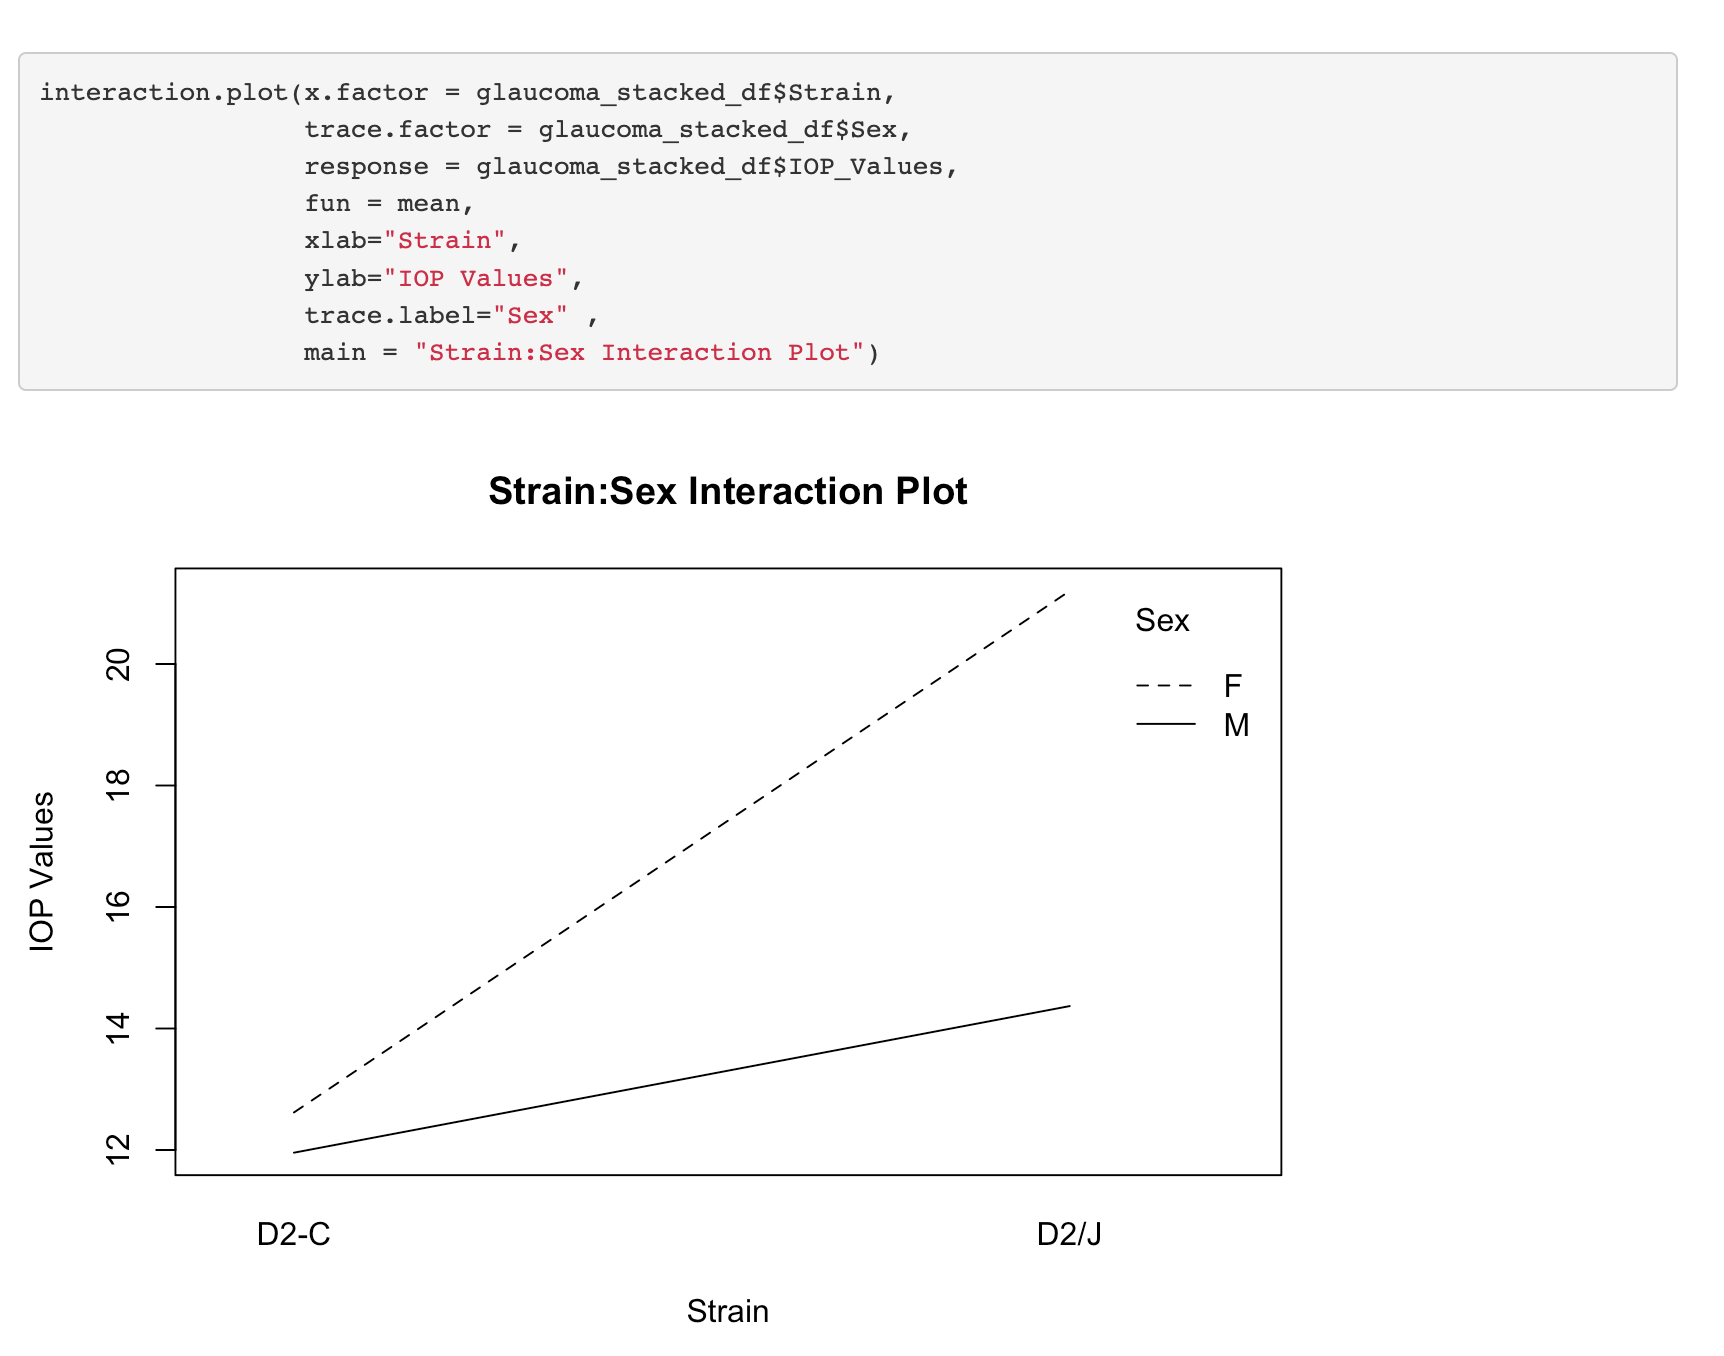 interaction.plot(x.factor = glaucoma_stacked_df$Strain,
trace.factor = glaucoma_stacked_df$Sex,
response = glaucoma_stacked_df$IOP_Values,
fun = mean,
xlab="Strain",
ylab="IOP Values",
trace.label="Sex" ,
main = "Strain:Sex Interaction Plot")
Strain:Sex Interaction Plot
Sex
F
M
IOP Values
20
18
16
14
12
D2-C D2/J
Strain